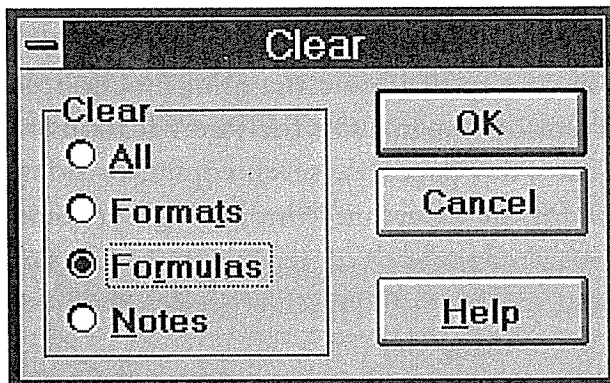 Clear
Clear
All
Formats
Formulas
Notes
OK
Cancel
Help